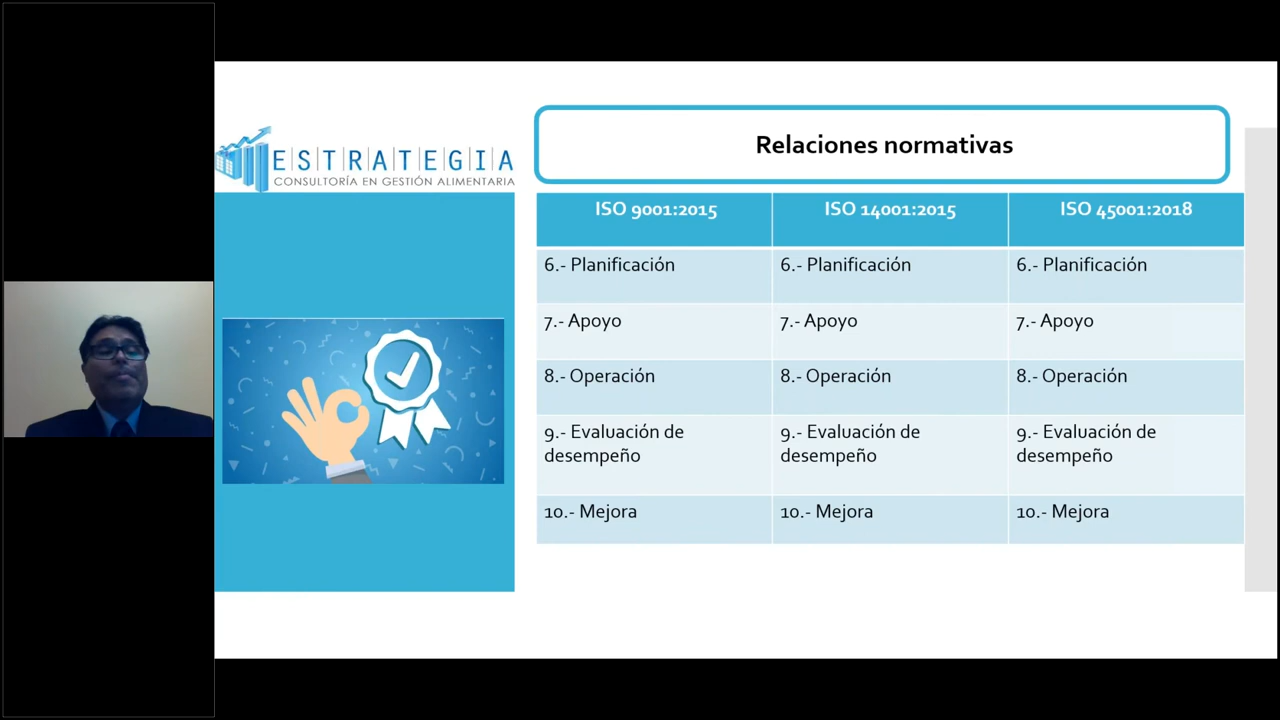 ESTRATEGIA
CONSULTORÍA EN GESTIÓN ALIMENTARIA
Relaciones normativas
ISO 9001:2015 ISO 14001:2015 ISO 45001:2018
6.- Planificación 6.- Planificación 6.- Planificación
7.- Apoyo 7.- Apoyo 7.- Apoyo
8.- Operación 8.- Operación 8.- Operación
9.- Evaluación de 9.- Evaluación de 9.- Evaluación de
desempeño desempeño desempeño
10.- Mejora 10.- Mejora 10.- Mejora